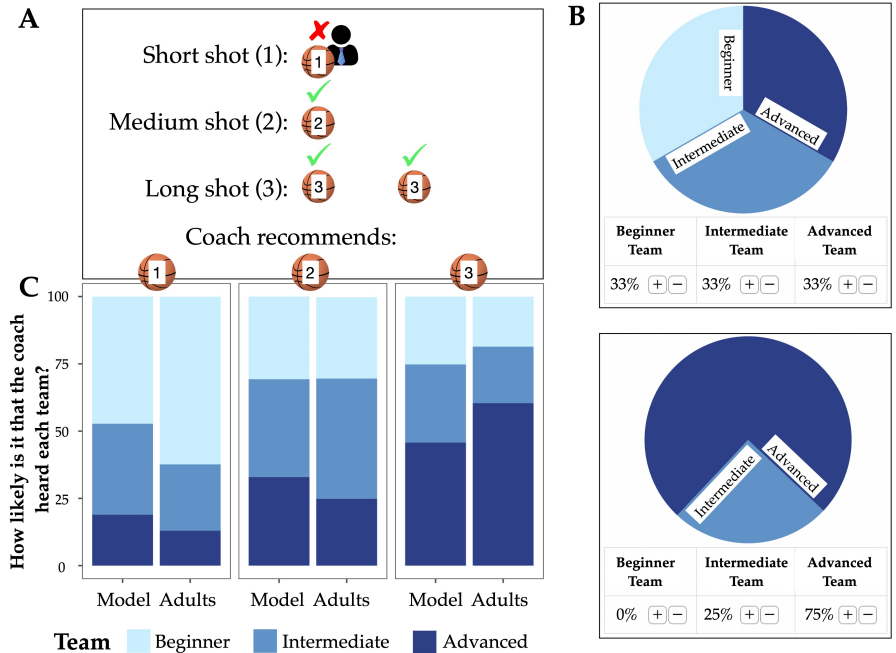 A
Short shot (1):
1
Medium shot (2):
2
Long shot (3):
3
3
Coach recommends:
B
Beginner
Advanced
Intermediate
Beginner Team
Intermediate Team
Advanced Team
33% + −
33% + −
33% + −
Advanced
Intermediate
Beginner Team
Intermediate Team
Advanced Team
0% + −
25% + −
75% + −
C
1
2
3
How likely is it that the coach
heard each team?
100
75
50
25
0
Model Adults
Model Adults
Model Adults
Team Beginner Intermediate Advanced